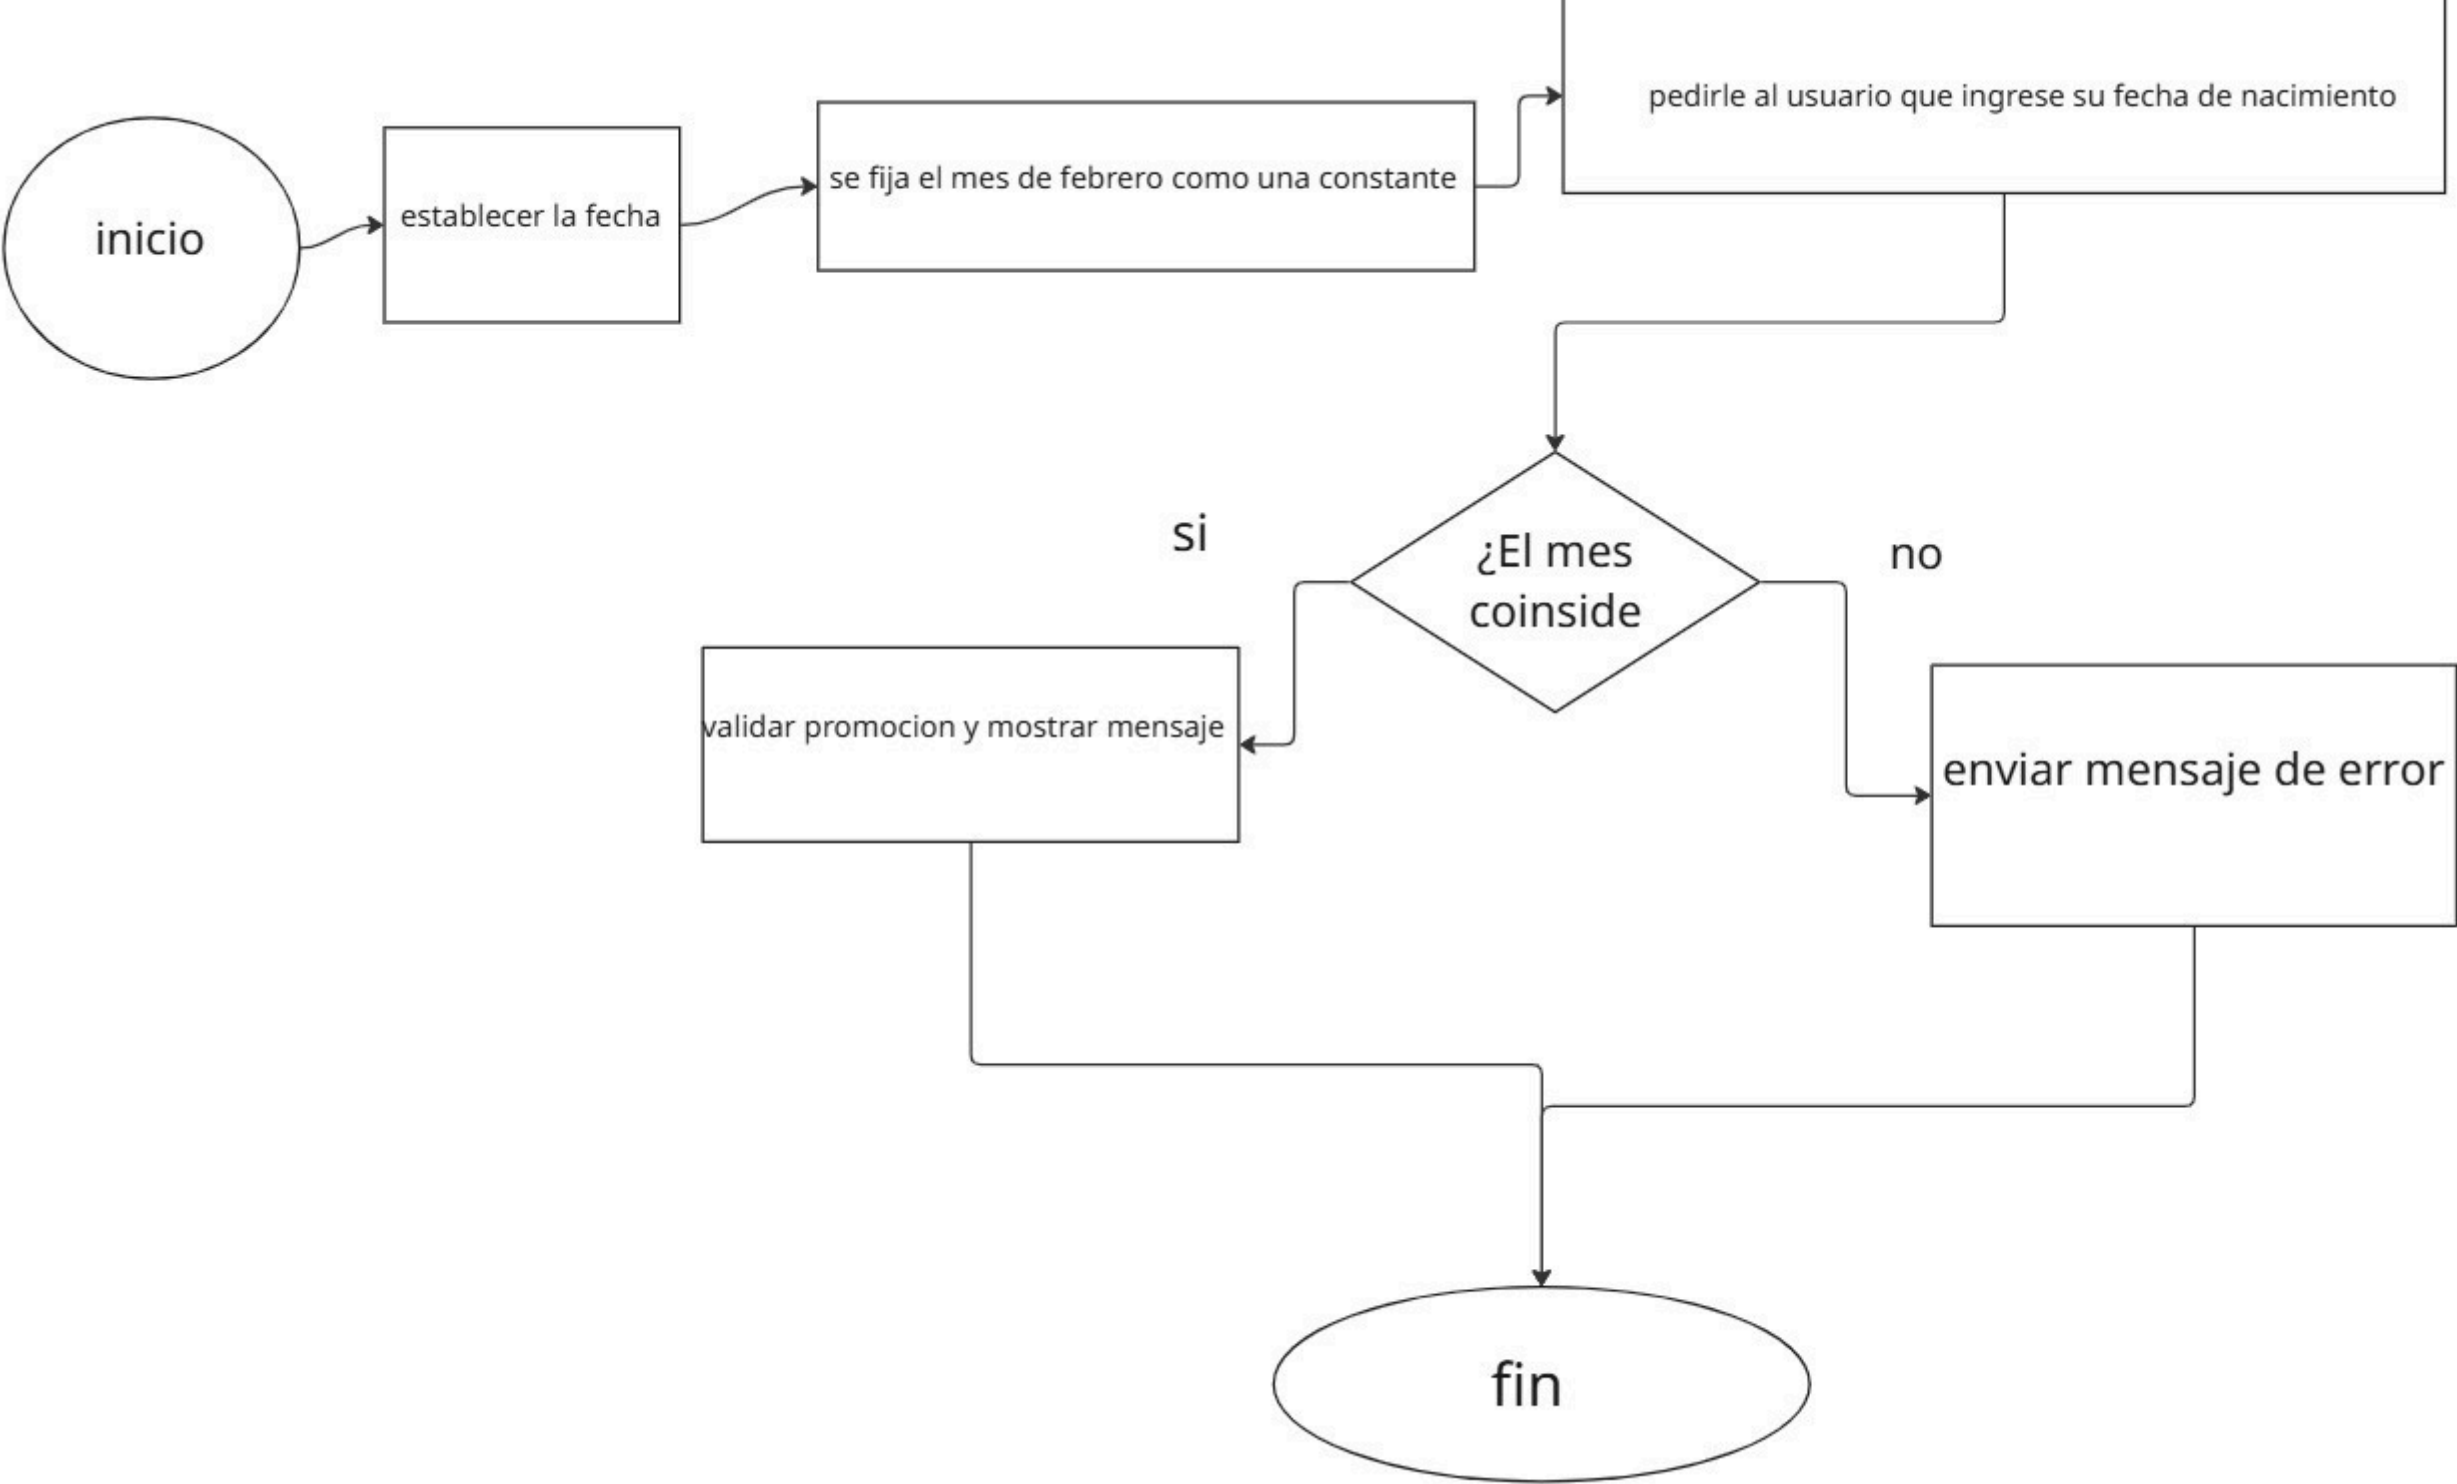 inicio
establecer la fecha
se fija el mes de febrero como una constante
pedirle al usuario que ingrese su fecha de nacimiento
¿El mes
coinside
si
no
validar promocion y mostrar mensaje
enviar mensaje de error
fin